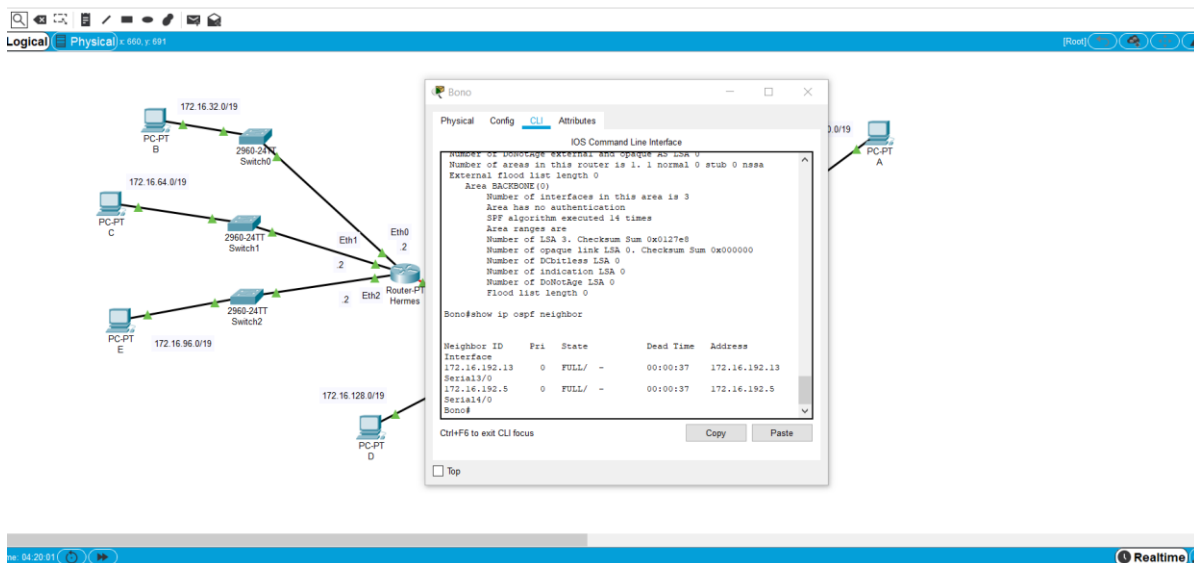 Logical
Physical
x: 660, y: 691
[Root]
172.16.32.0/19
PC-PT
B
2960-24TT
Switch0
172.16.64.0/19
PC-PT
C
2960-24TT
Switch1
Eth1
Eth0
.2
.2
.2
Eth2
Router-PT
Hermes
2960-24TT
Switch2
PC-PT
E
172.16.96.0/19
172.16.128.0/19
PC-PT
D
0.0/19
PC-PT
A
Bono
Physical Config CLI Attributes
IOS Command Line Interface
Number of DoNotAge external and opaque AS LSA 0
Number of areas in this router is 1. 1 normal 0 stub 0 nssa
External flood list length 0
Area BACKBONE(0)
Number of interfaces in this area is 3
Area has no authentication
SPF algorithm executed 14 times
Area ranges are
Number of LSA 3. Checksum Sum 0x0127e8
Number of opaque link LSA 0. Checksum Sum 0x000000
Number of DCbitless LSA 0
Number of indication LSA 0
Number of DoNotAge LSA 0
Flood list length 0
Bono#show ip ospf neighbor
Neighbor ID Pri State Dead Time Address
Interface
172.16.192.13 0 FULL/ - 00:00:37 172.16.192.13
Serial3/0
172.16.192.5 0 FULL/ - 00:00:37 172.16.192.5
Serial4/0
Bono#
Ctrl+F6 to exit CLI focus
Copy
Paste
Top
me: 04:20:01
Realtime